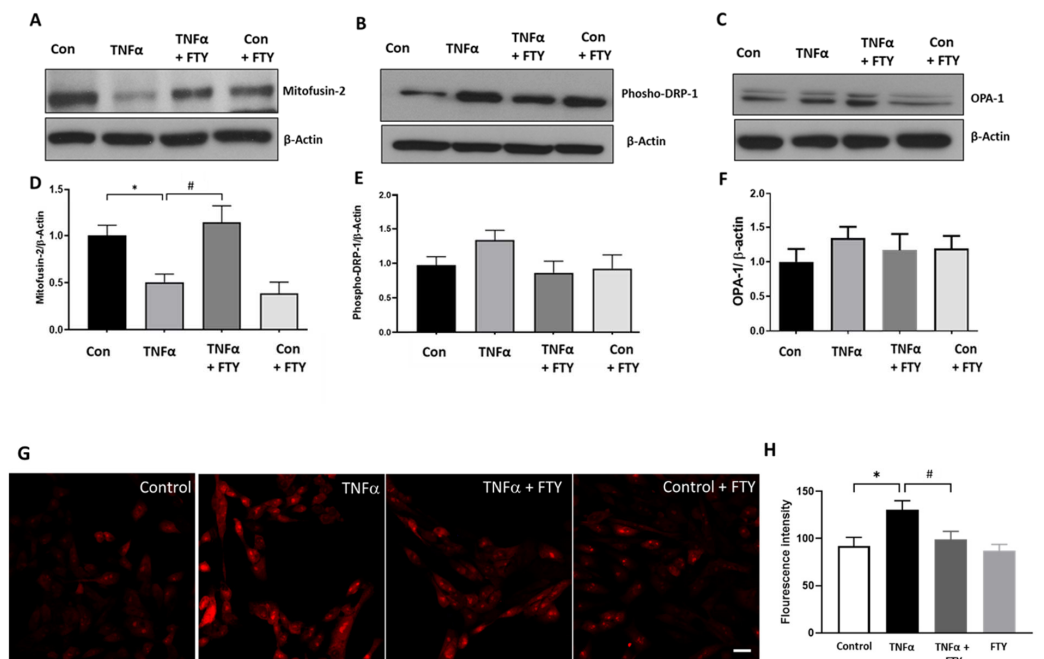 A
Con
TNFα
TNFα
+ FTY
Con
+ FTY
Mitofusin-2
β-Actin
B
Con
TNFα
TNFα
+ FTY
Con
+ FTY
Phosho-DRP-1
β-Actin
C
Con
TNFα
TNFα
+ FTY
Con
+ FTY
OPA-1
β-Actin
D
Mitofusin-2/β-Actin
1.5
1.0
0.5
0.0
*
#
Con
TNFα
TNFα
+ FTY
Con
+ FTY
E
Phospho-DRP-1/β-Actin
2.0
1.5
1.0
0.5
0.0
Con
TNFα
TNFα
+ FTY
Con
+ FTY
F
OPA-1/ β-actin
2.0
1.5
1.0
0.5
0.0
Con
TNFα
TNFα
+ FTY
Con
+ FTY
G
Control
TNFα
TNFα + FTY
Control + FTY
H
Flourescence intensity
150
100
50
0
*
#
Control
TNFα
TNFα +
FTY
FTY